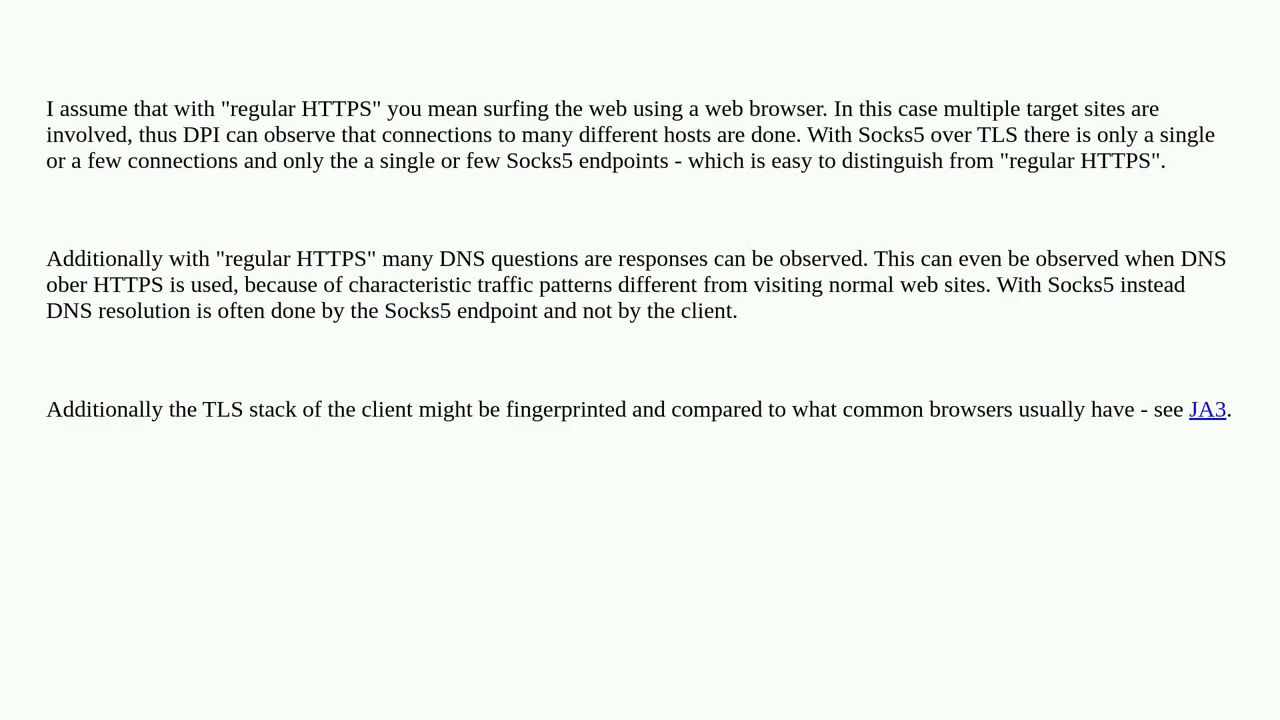 I assume that with "regular HTTPS" you mean surfing the web using a web browser. In this case multiple target sites are
involved, thus DPI can observe that connections to many different hosts are done. With Socks5 over TLS there is only a single
or a few connections and only the a single or few Socks5 endpoints - which is easy to distinguish from "regular HTTPS".
Additionally with "regular HTTPS" many DNS questions are responses can be observed. This can even be observed when DNS
ober HTTPS is used, because of characteristic traffic patterns different from visiting normal web sites. With Socks5 instead
DNS resolution is often done by the Socks5 endpoint and not by the client.
Additionally the TLS stack of the client might be fingerprinted and compared to what common browsers usually have - see JA3.